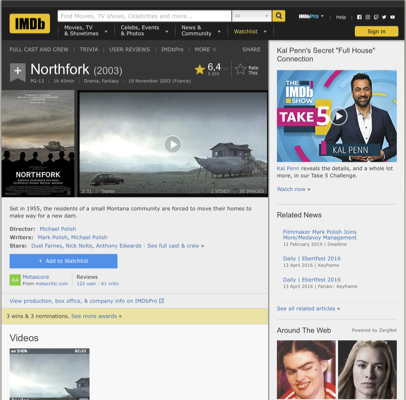 IMDb
Find Movies, TV shows, Celebrities and more...
All
IMDbPro
Help
Movies, TV & Showtimes
Celebs, Events & Photos
News & Community
Watchlist
Sign in
FULL CAST AND CREW | TRIVIA | USER REVIEWS | IMDbPro | MORE
SHARE
Northfork (2003)
PG-13 | 1h 43min | Drama, Fantasy | 19 November 2003 (France)
6,4
Rate This
NORTHFORK
2:31 | Trailer
1 VIDEO
35 IMAGES
Set in 1955, the residents of a small Montana community are forced to move their homes to
make way for a new dam.
Director: Michael Polish
Writers: Mark Polish, Michael Polish
Stars: Duel Farnes, Nick Nolte, Anthony Edwards | See full cast & crew »
+ Add to Watchlist
64
Metascore
From metacritic.com
Reviews
122 user | 61 critic
View production, box office, & company info on IMDbPro
3 wins & 3 nominations. See more awards »
Videos
on IMDb
02:31
Kal Penn's Secret "Full House"
Connection
THE IMDb SHOW
TAKE 5
KAL PENN
Kal Penn reveals the details, and a whole lot
more, in our Take 5 Challenge.
Watch now »
Related News
Filmmaker Mark Polish Joins
More/Medavoy Management
12 February 2019 | Deadline
Daily | Ebertfest 2016
13 April 2016 | Keyframe
Daily | Ebertfest 2016
13 April 2016 | Fandor: Keyframe
See all related articles »
Around The Web
Powered by ZergNet